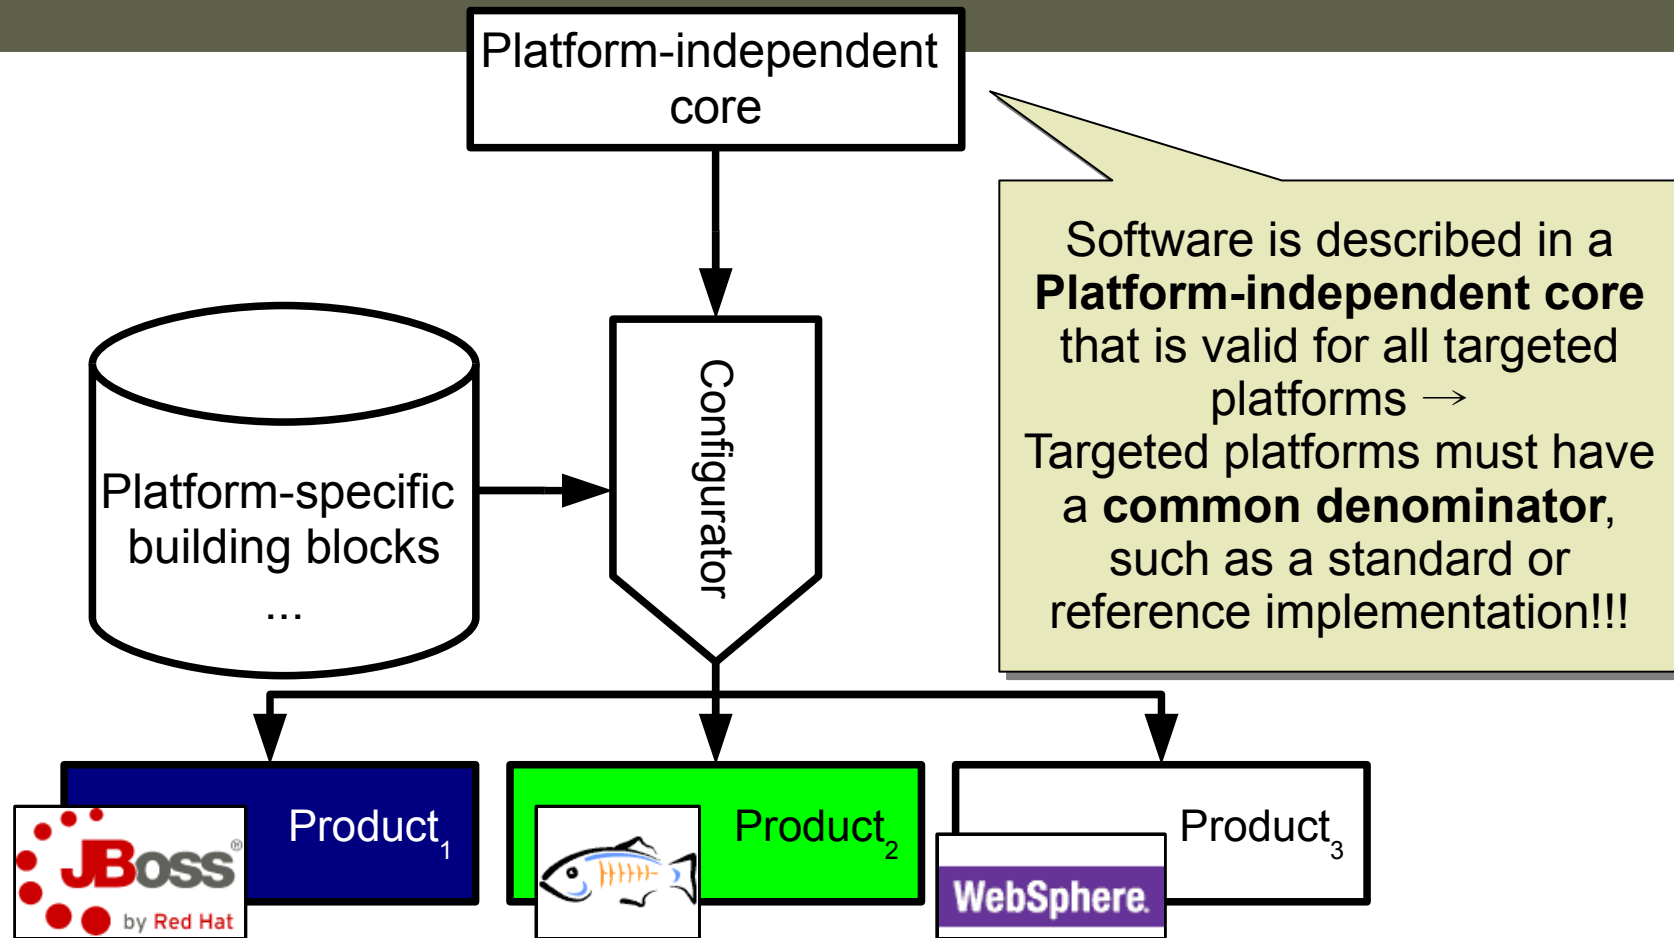 Platform-independent
core
Software is described in a
Platform-independent core
that is valid for all targeted
platforms →
Targeted platforms must have
a common denominator,
such as a standard or
reference implementation!!!
Configurator
Platform-specific
building blocks
...
Product1
JBoss®
by Red Hat
Product2
Product3
WebSphere.